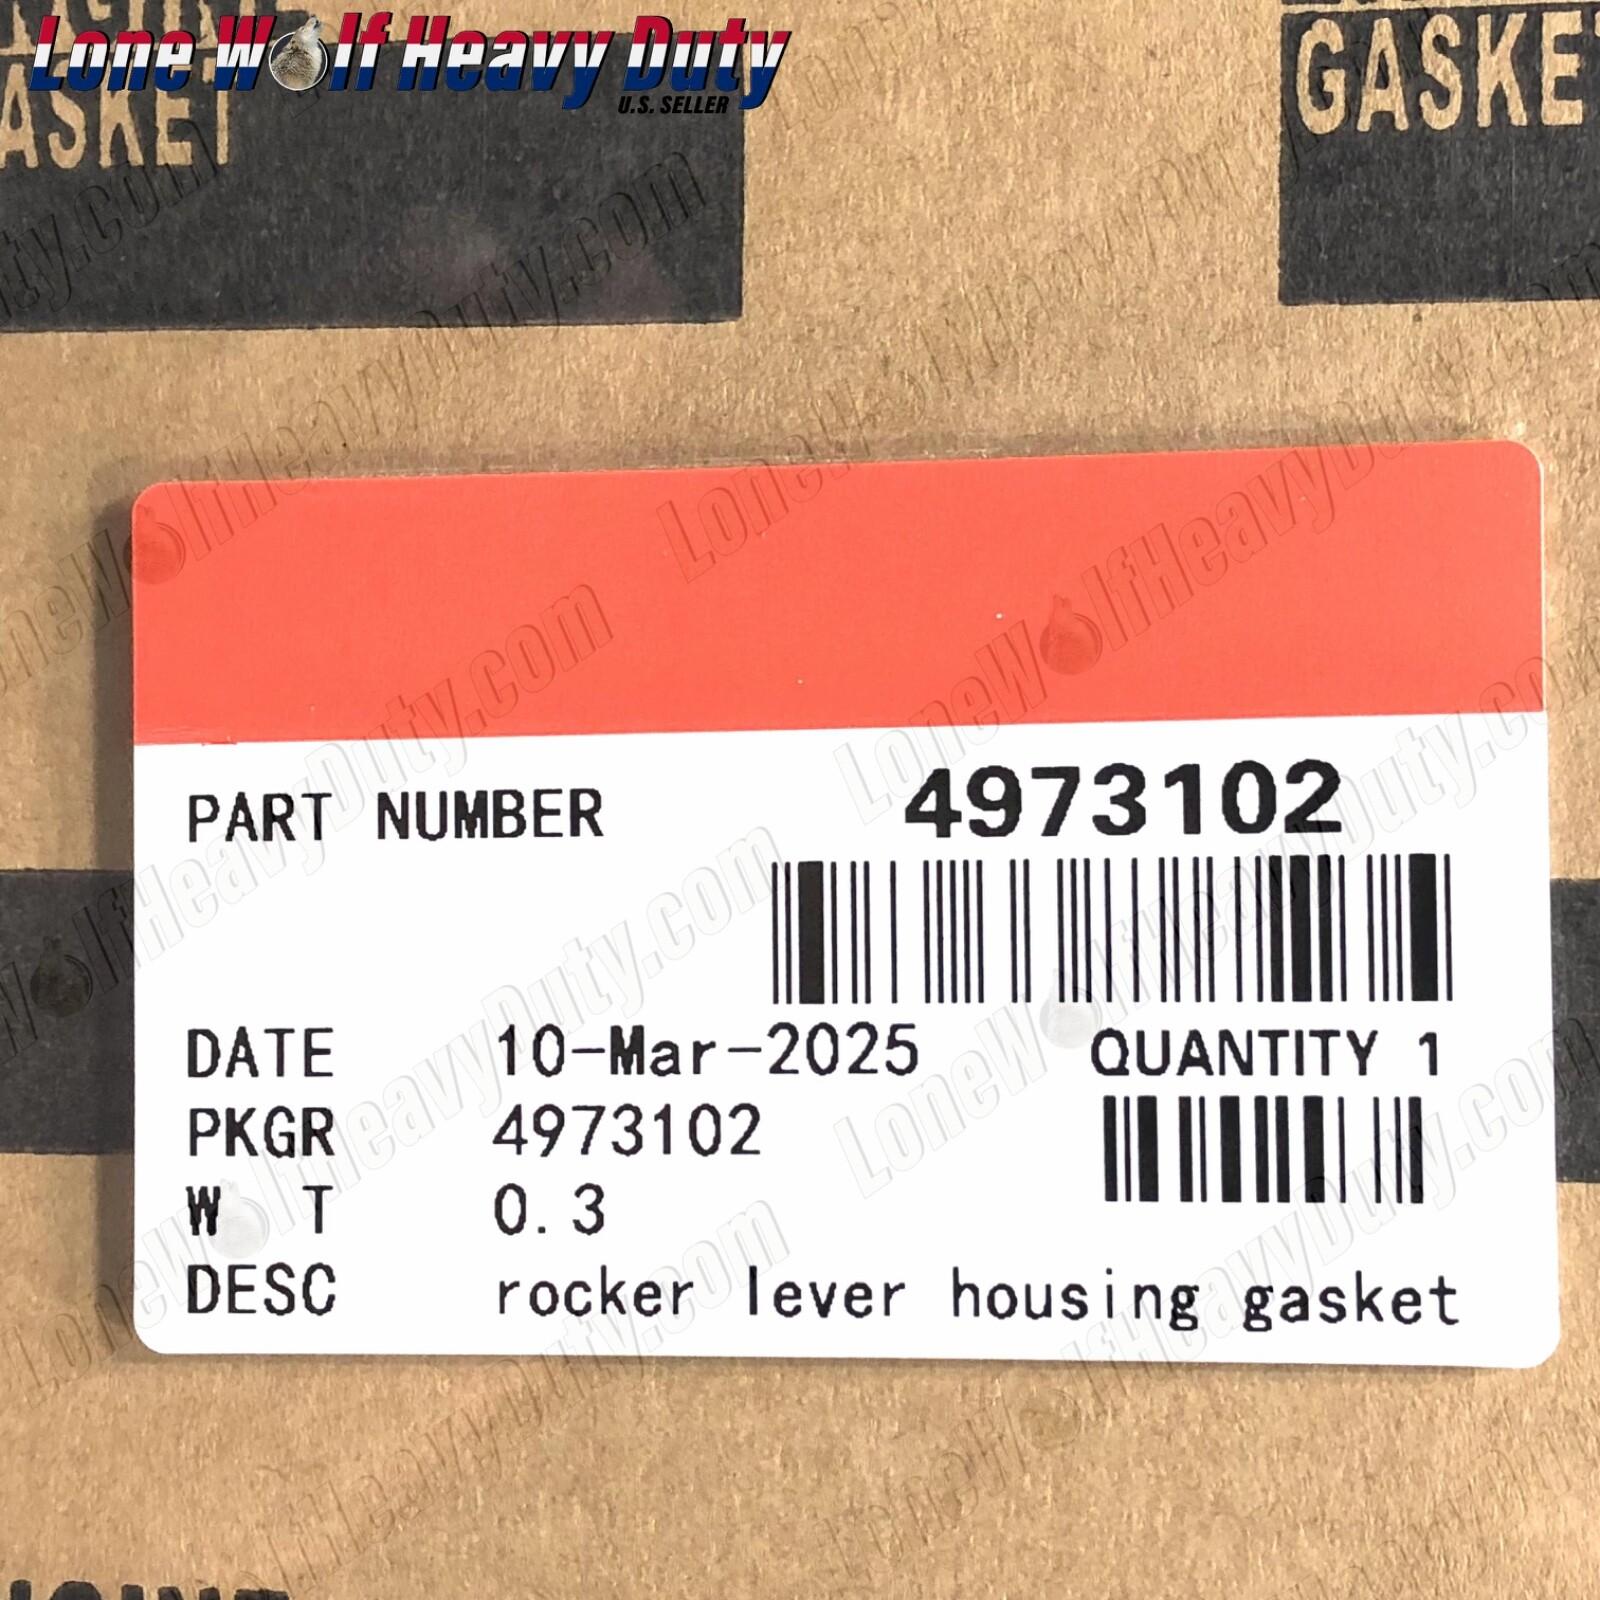 Lone Wolf Heavy Duty
U.S. SELLER
GASKET
GASKE
PART NUMBER 4973102
DATE 10-Mar-2025 QUANTITY 1
PKGR 4973102
W T 0.3
DESC rocker lever housing gasket
LoneWolfHeavyDuty.com